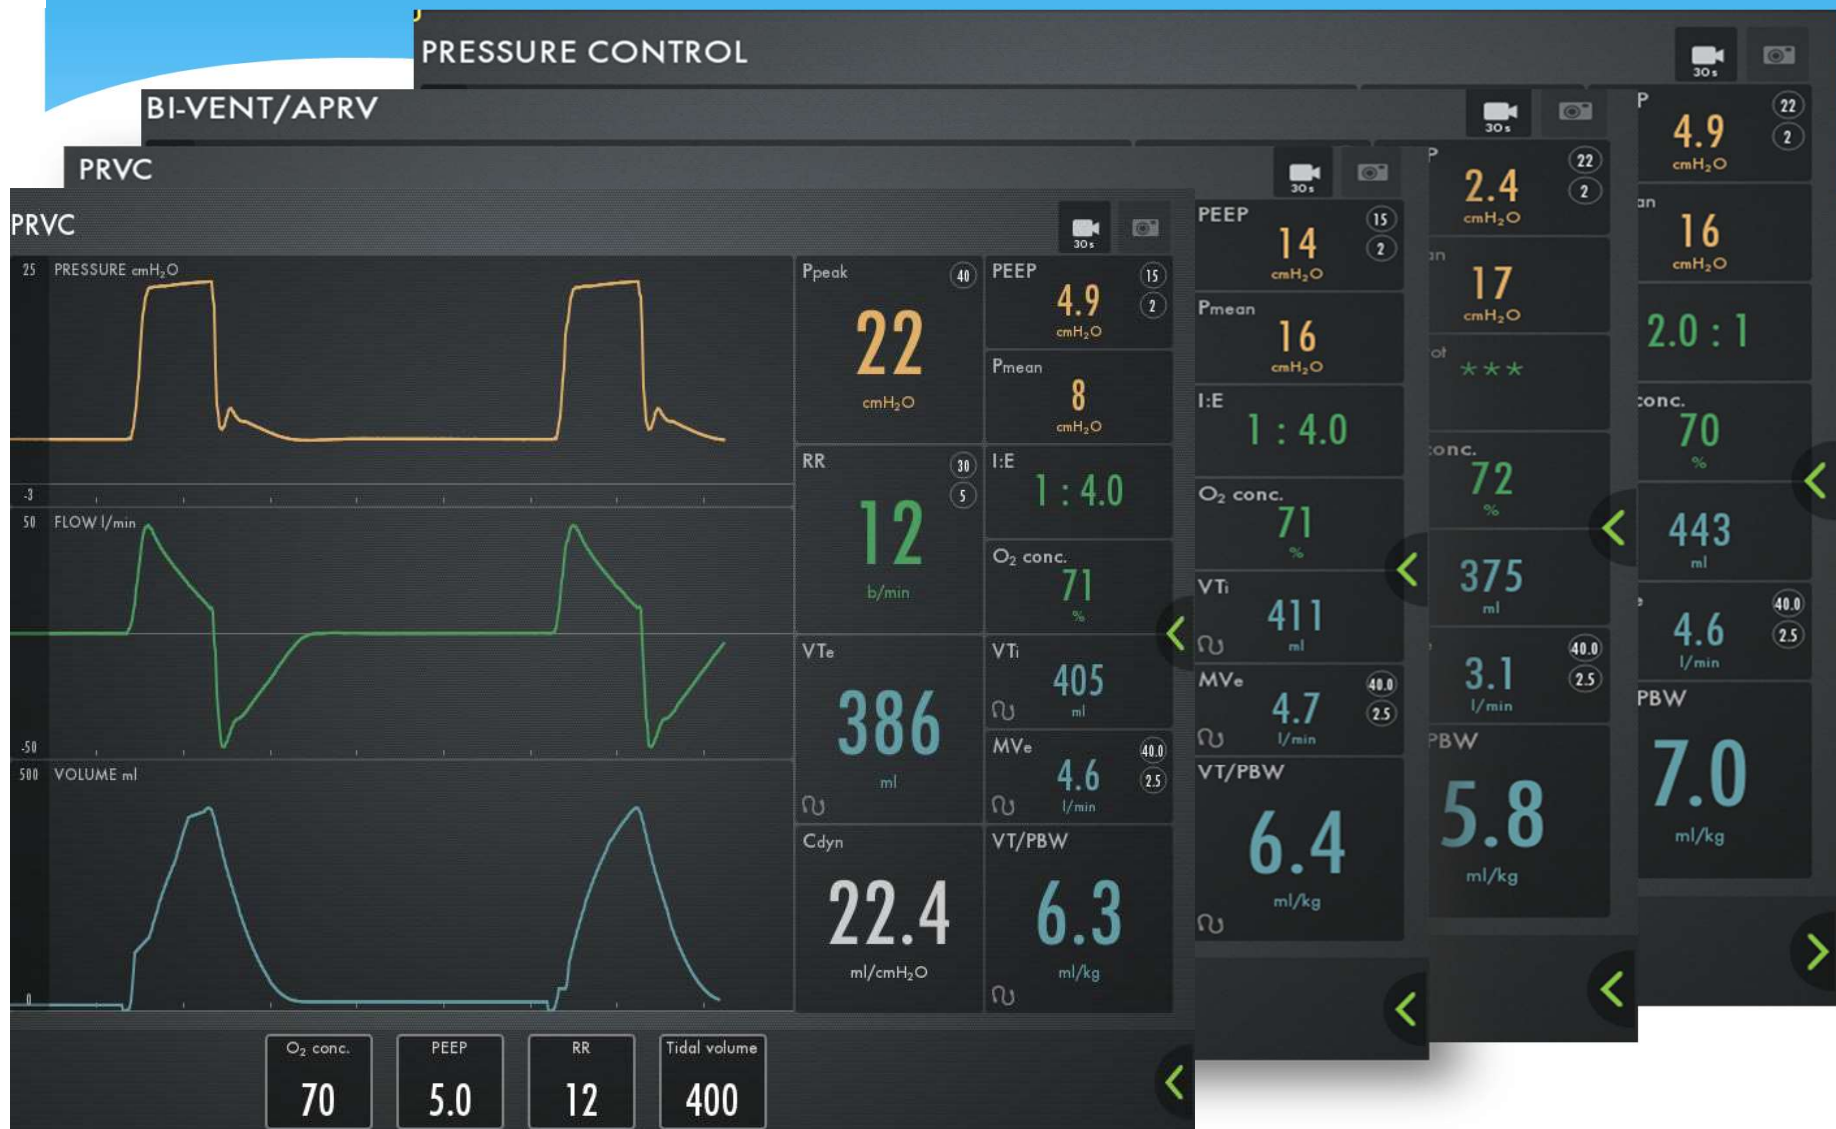 PRESSURE CONTROL
30 s
4.9
22
2
cmH₂O
16
cmH₂O
2.0 : 1
conc.
70
%
443
ml
4.6
40.0
2.5
l/min
PBW
7.0
ml/kg
BI-VENT/APRV
30 s
2.4
22
2
cmH₂O
17
cmH₂O
***
conc.
72
%
375
ml
3.1
40.0
2.5
l/min
PBW
5.8
ml/kg
PRVC
30 s
PEEP
14
15
2
cmH₂O
Pmean
16
cmH₂O
I:E
1 : 4.0
O₂ conc.
71
%
VTi
411
ml
MVe
4.7
40.0
2.5
l/min
VT/PBW
6.4
ml/kg
PRVC
30 s
25 PRESSURE cmH₂O
-3
50 FLOW l/min
-50
500 VOLUME ml
0
Ppeak
40
22
cmH₂O
PEEP
15
2
4.9
cmH₂O
Pmean
8
cmH₂O
RR
30
5
12
b/min
I:E
1 : 4.0
O₂ conc.
71
%
VTe
386
ml
VTi
405
ml
MVe
40.0
2.5
4.6
l/min
Cdyn
22.4
ml/cmH₂O
VT/PBW
6.3
ml/kg
O₂ conc.
70
PEEP
5.0
RR
12
Tidal volume
400